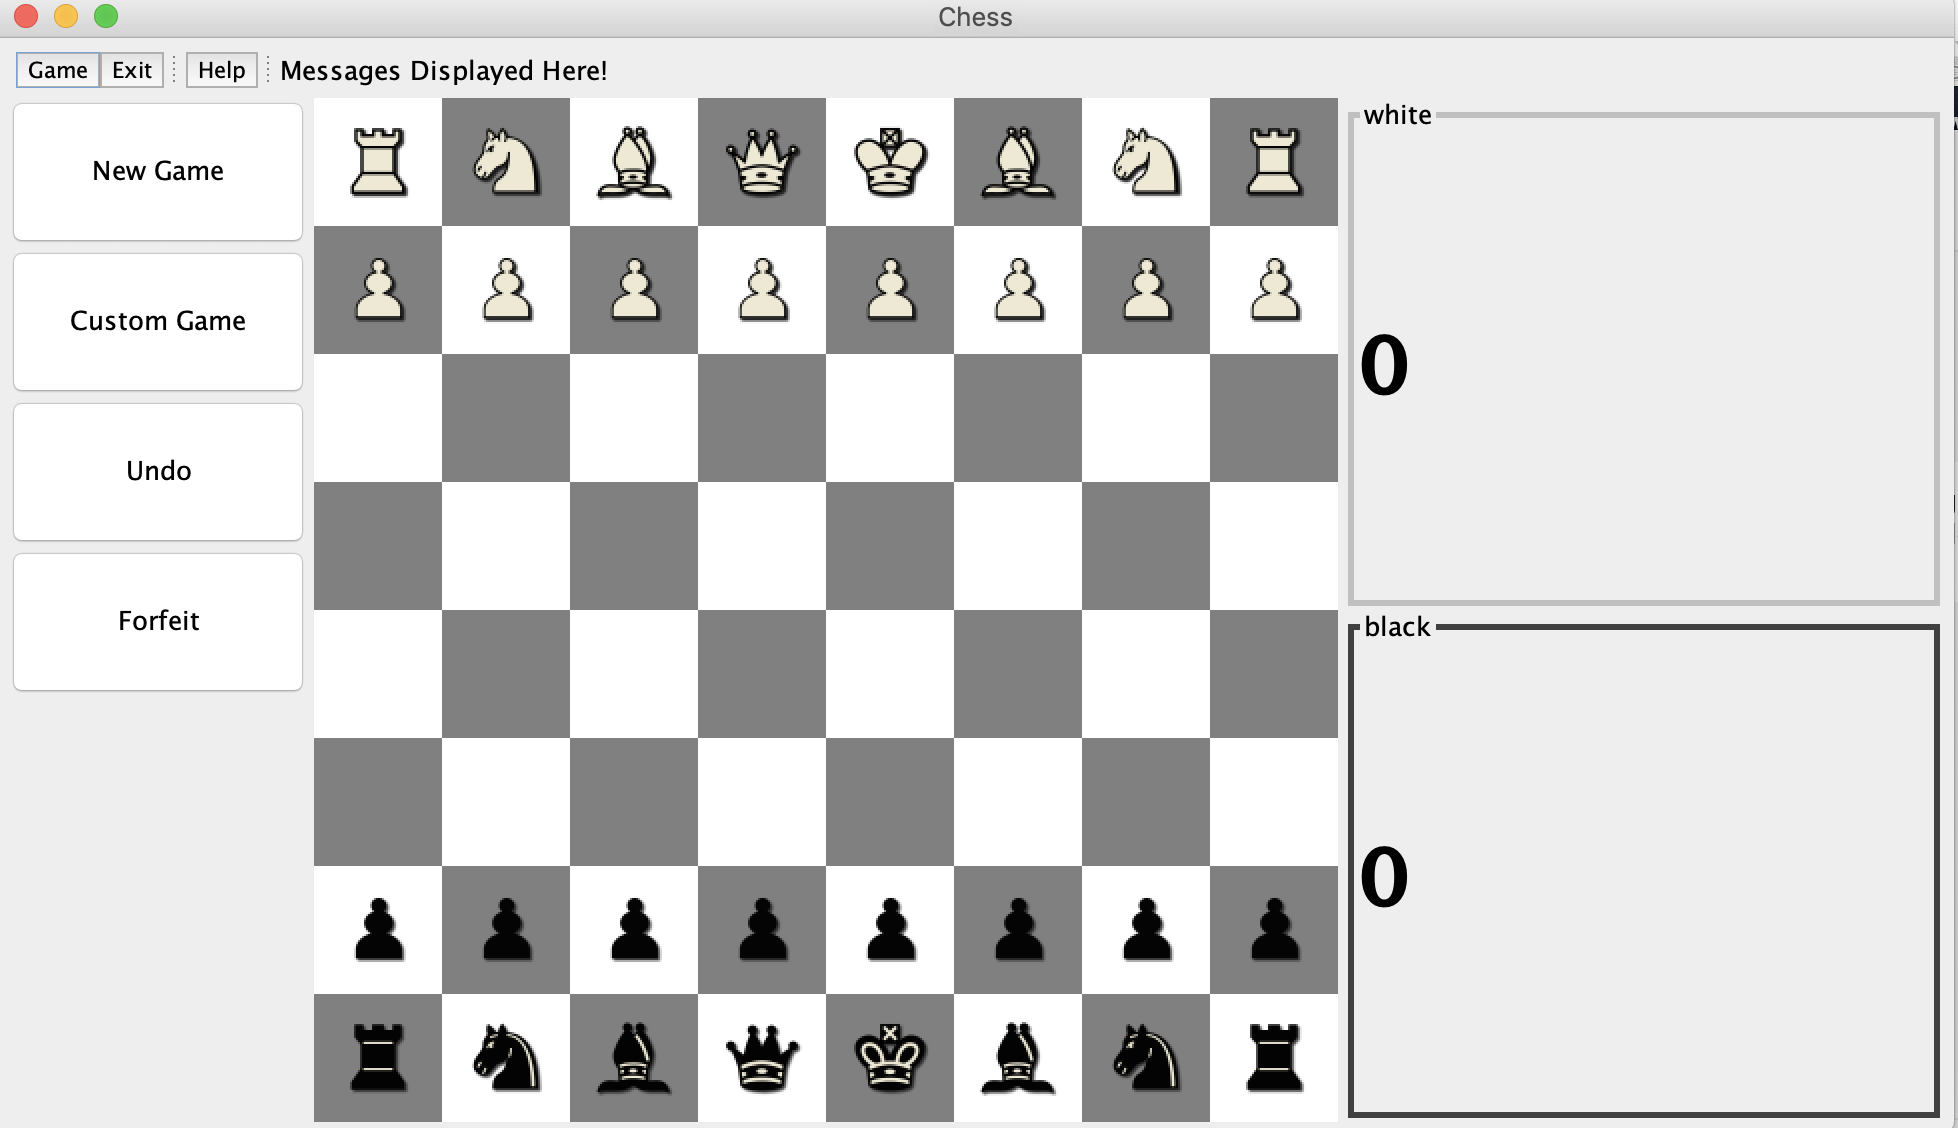 Chess
Game Exit Help Messages Displayed Here!
New Game
Custom Game
Undo
Forfeit
white
0
black
0